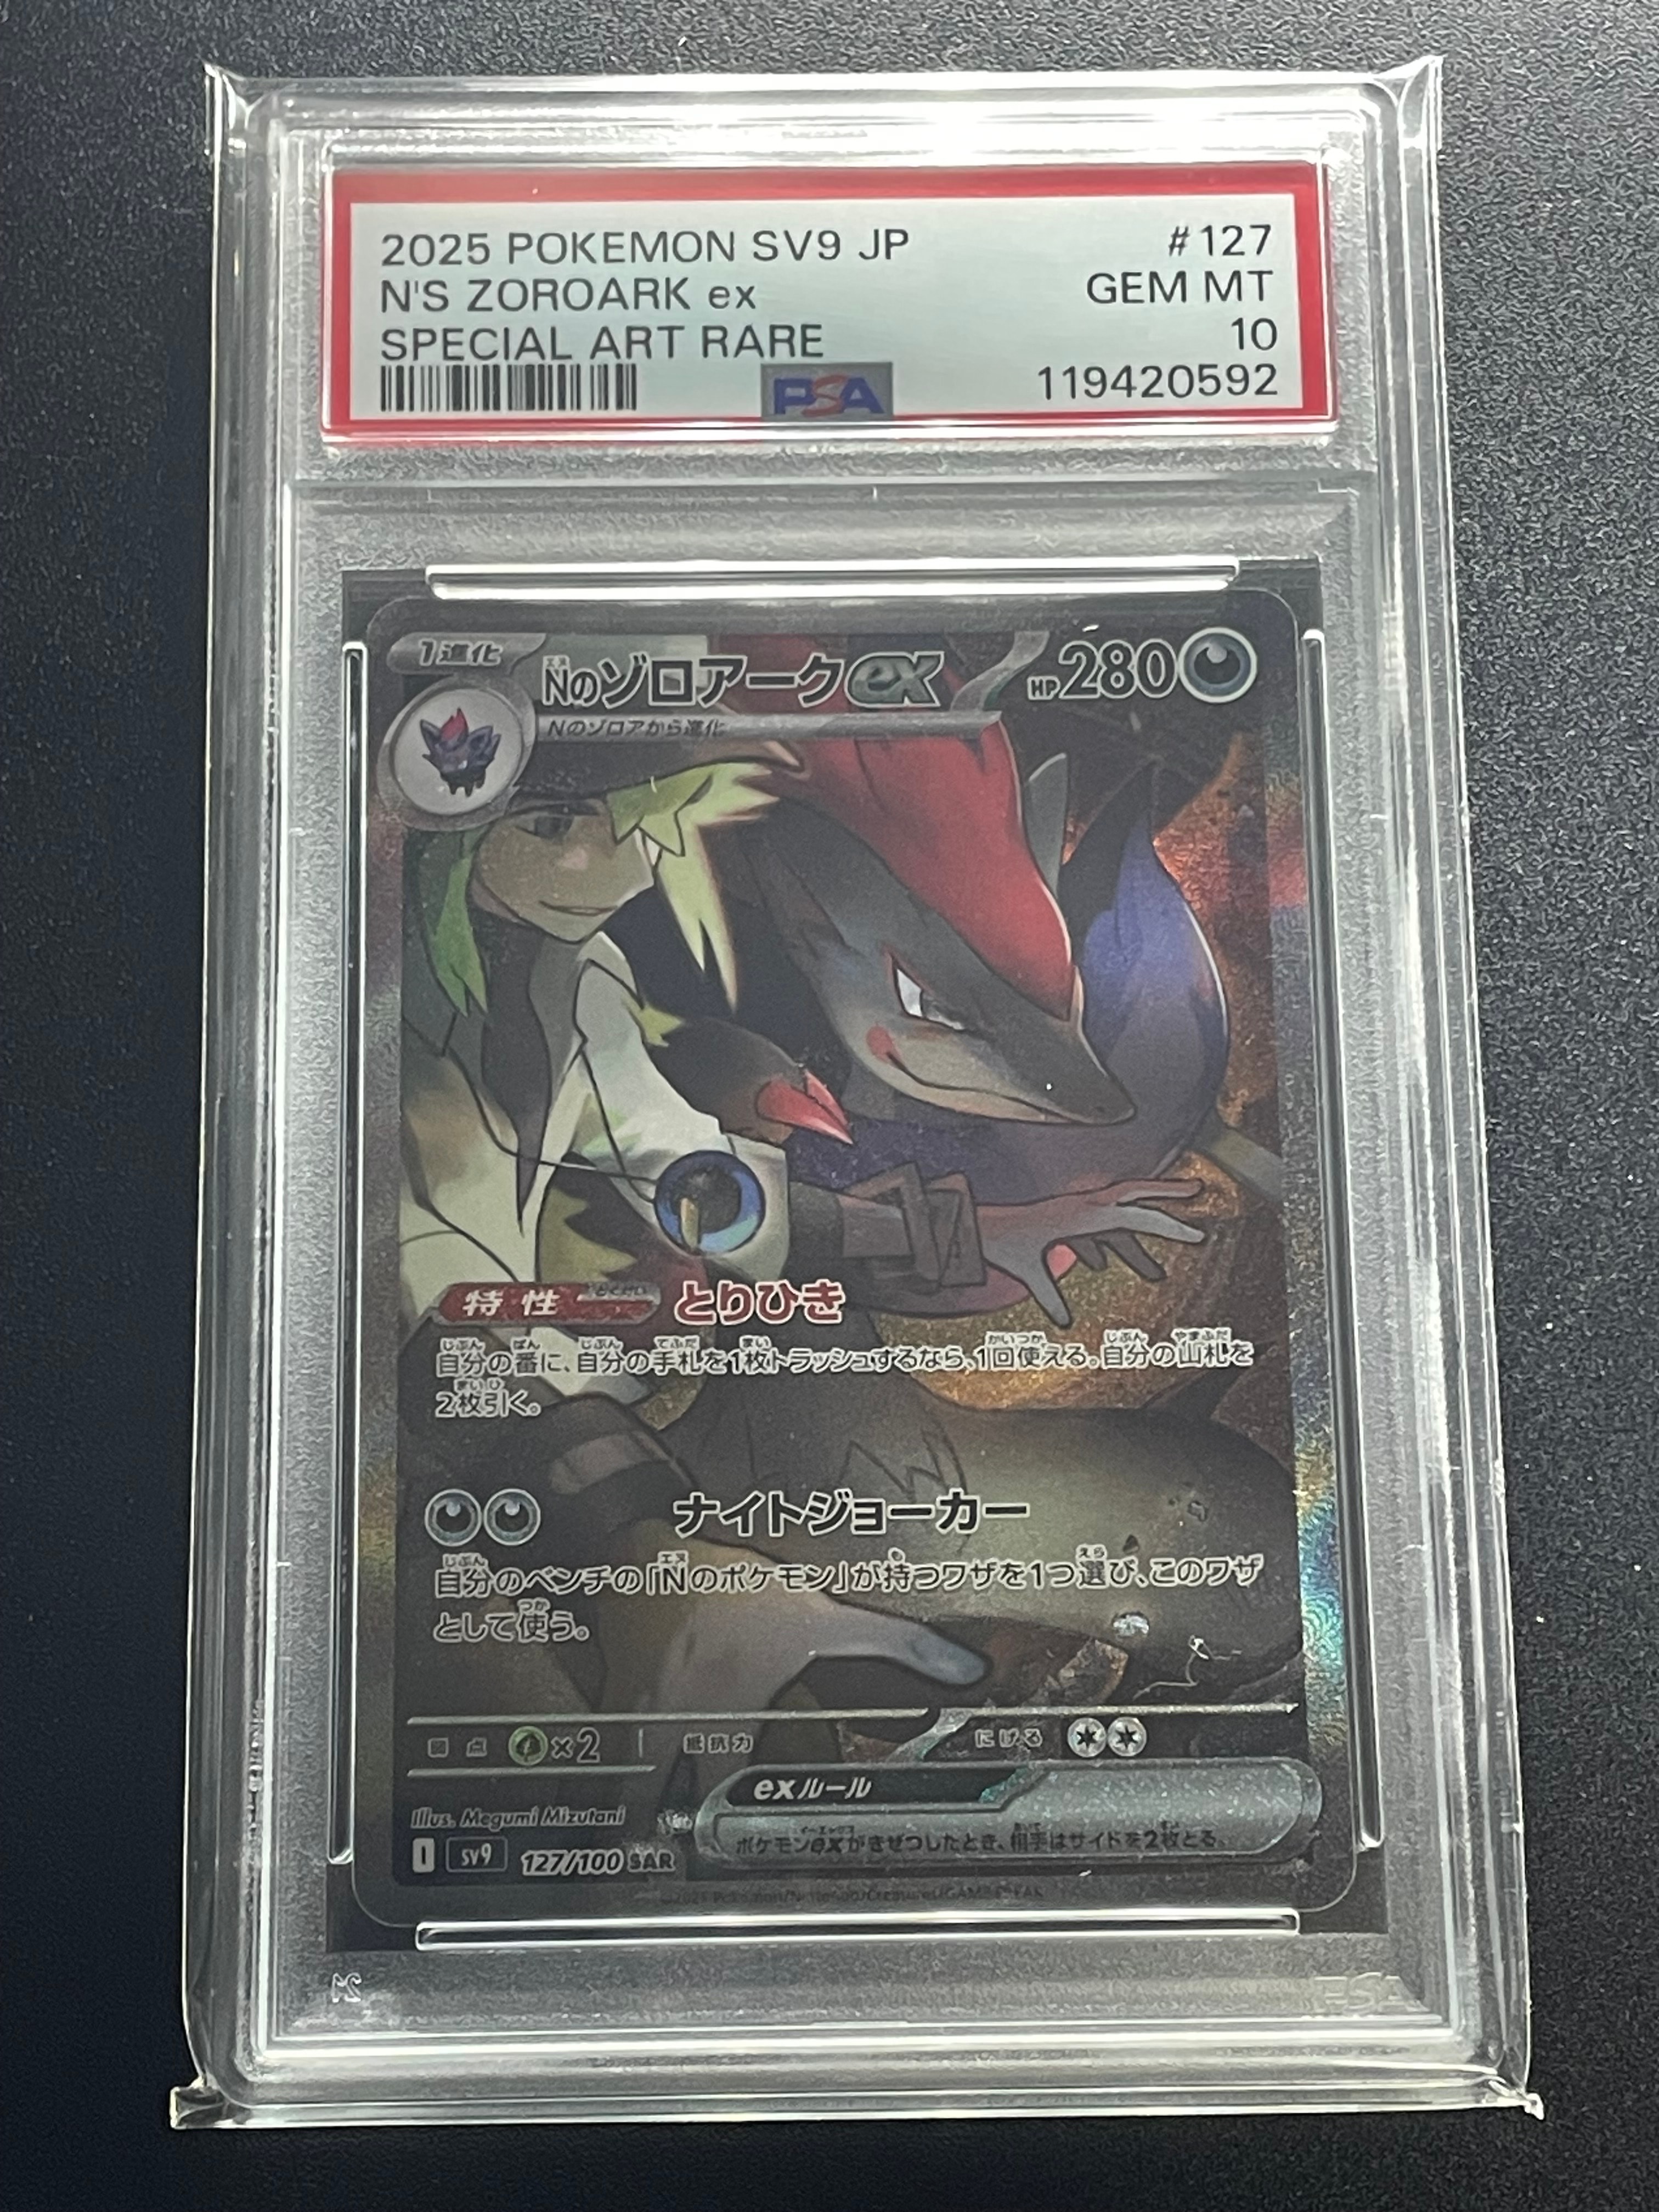 2025 POKEMON SV9 JP #127
N'S ZOROARK ex GEM MT
SPECIAL ART RARE 10
PSA 119420592
1進化
Nのゾロアークex HP280
Nのゾロアから進化
特性 とりひき
自分の番に、自分の手札を1枚トラッシュするなら、1回使える。自分の山札を
2枚引く。
ナイトジョーカー
自分のベンチの「Nのポケモン」が持つワザを1つ選び、このワザ
として使う。
弱点 ×2 抵抗力 にげる
exルール
ポケモンexがきぜつしたとき、相手はサイドを2枚とる。
Illus. Megumi Mizutani
I sv9 127/100 SAR
©2025 Pokémon/Nintendo/Creatures/GAME FREAK